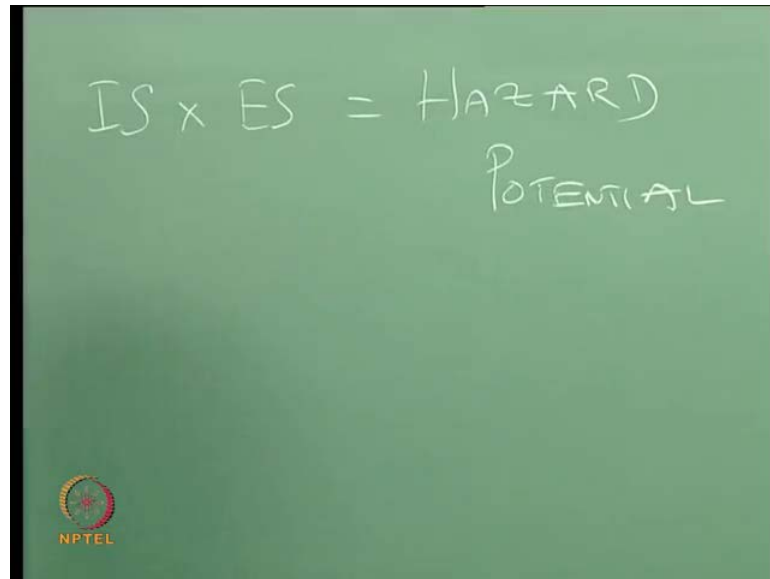 IS x ES = HAZARD
POTENTIAL
NPTEL